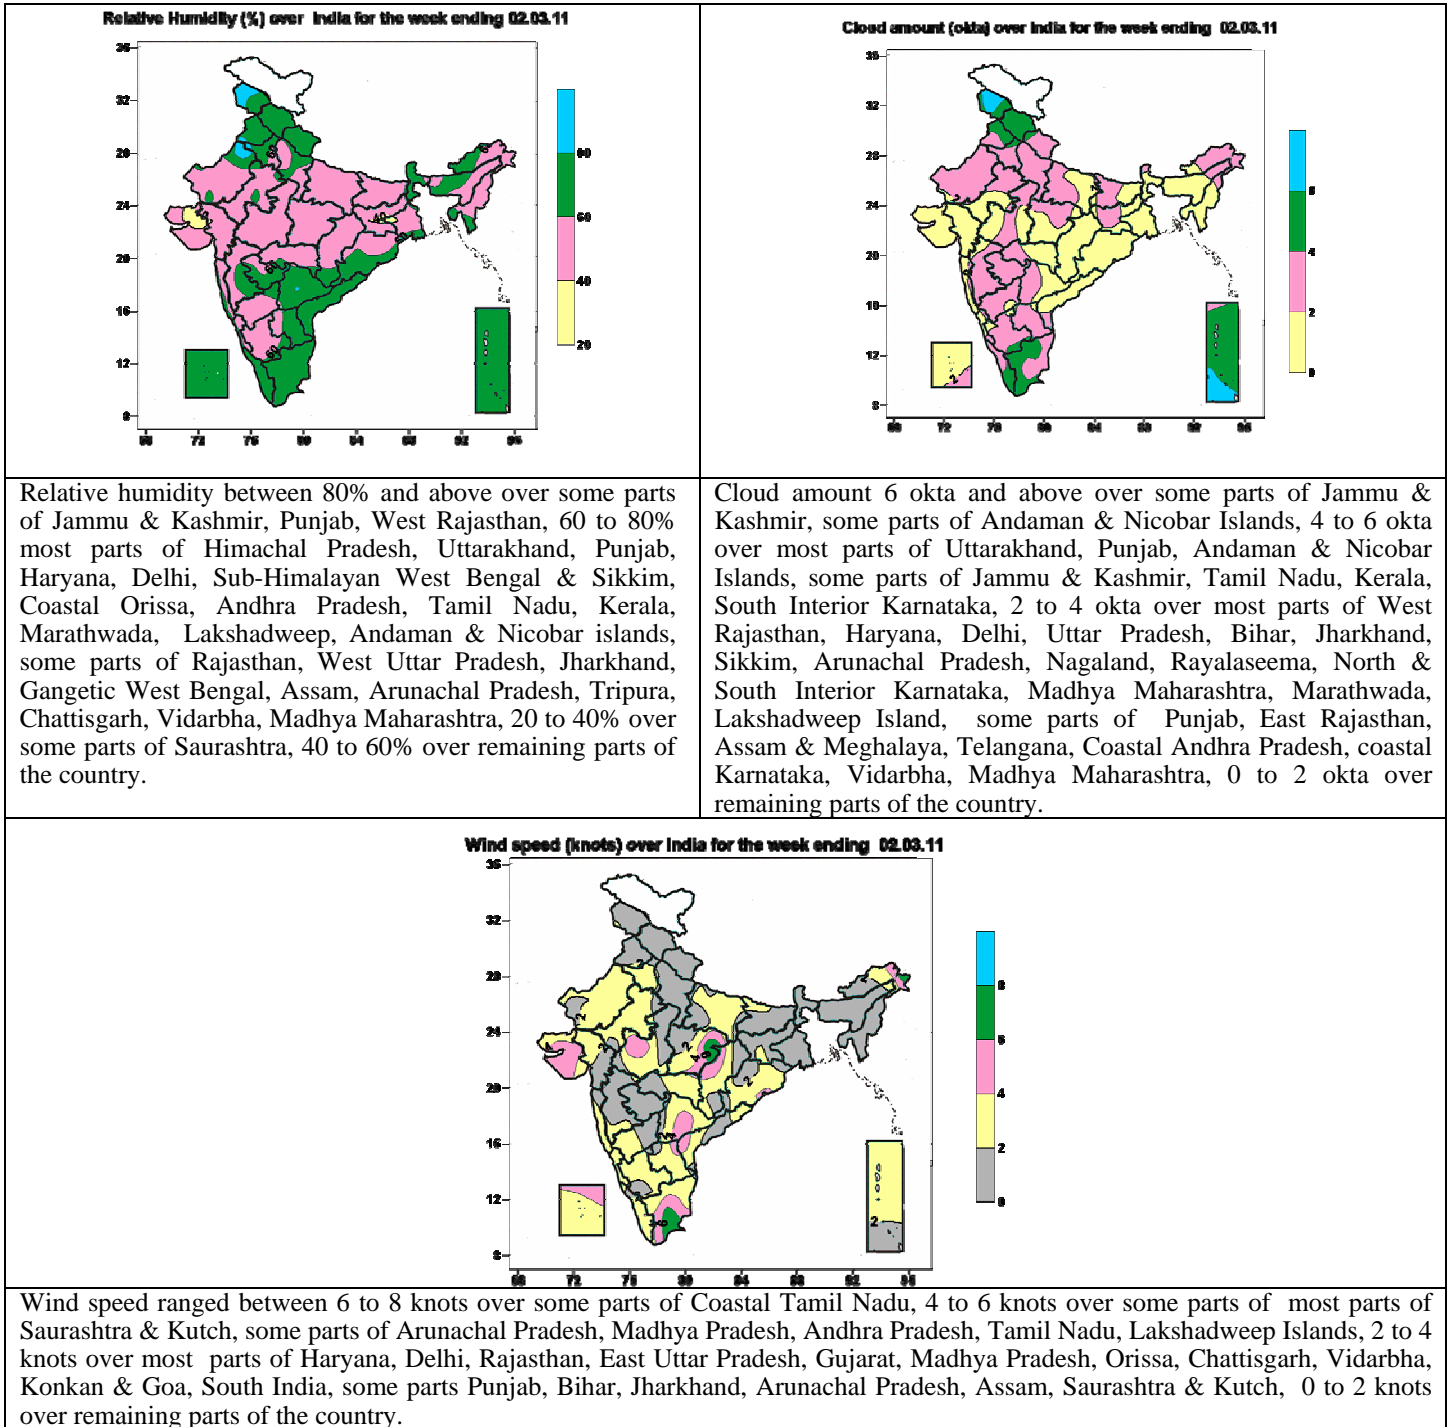 Relative Humidity (%) over India for the week ending 02.03.11
Cloud amount (okta) over India for the week ending 02.03.11
Relative humidity between 80% and above over some parts
of Jammu & Kashmir, Punjab, West Rajasthan, 60 to 80%
most parts of Himachal Pradesh, Uttarakhand, Punjab,
Haryana, Delhi, Sub-Himalayan West Bengal & Sikkim,
Coastal Orissa, Andhra Pradesh, Tamil Nadu, Kerala,
Marathwada, Lakshadweep, Andaman & Nicobar islands,
some parts of Rajasthan, West Uttar Pradesh, Jharkhand,
Gangetic West Bengal, Assam, Arunachal Pradesh, Tripura,
Chattisgarh, Vidarbha, Madhya Maharashtra, 20 to 40% over
some parts of Saurashtra, 40 to 60% over remaining parts of
the country.
Cloud amount 6 okta and above over some parts of Jammu &
Kashmir, some parts of Andaman & Nicobar Islands, 4 to 6 okta
over most parts of Uttarakhand, Punjab, Andaman & Nicobar
Islands, some parts of Jammu & Kashmir, Tamil Nadu, Kerala,
South Interior Karnataka, 2 to 4 okta over most parts of West
Rajasthan, Haryana, Delhi, Uttar Pradesh, Bihar, Jharkhand,
Sikkim, Arunachal Pradesh, Nagaland, Rayalaseema, North &
South Interior Karnataka, Madhya Maharashtra, Marathwada,
Lakshadweep Island, some parts of Punjab, East Rajasthan,
Assam & Meghalaya, Telangana, Coastal Andhra Pradesh, coastal
Karnataka, Vidarbha, Madhya Maharashtra, 0 to 2 okta over
remaining parts of the country.
Wind speed (knots) over India for the week ending 02.03.11
Wind speed ranged between 6 to 8 knots over some parts of Coastal Tamil Nadu, 4 to 6 knots over some parts of most parts of
Saurashtra & Kutch, some parts of Arunachal Pradesh, Madhya Pradesh, Andhra Pradesh, Tamil Nadu, Lakshadweep Islands, 2 to 4
knots over most parts of Haryana, Delhi, Rajasthan, East Uttar Pradesh, Gujarat, Madhya Pradesh, Orissa, Chattisgarh, Vidarbha,
Konkan & Goa, South India, some parts Punjab, Bihar, Jharkhand, Arunachal Pradesh, Assam, Saurashtra & Kutch, 0 to 2 knots
over remaining parts of the country.